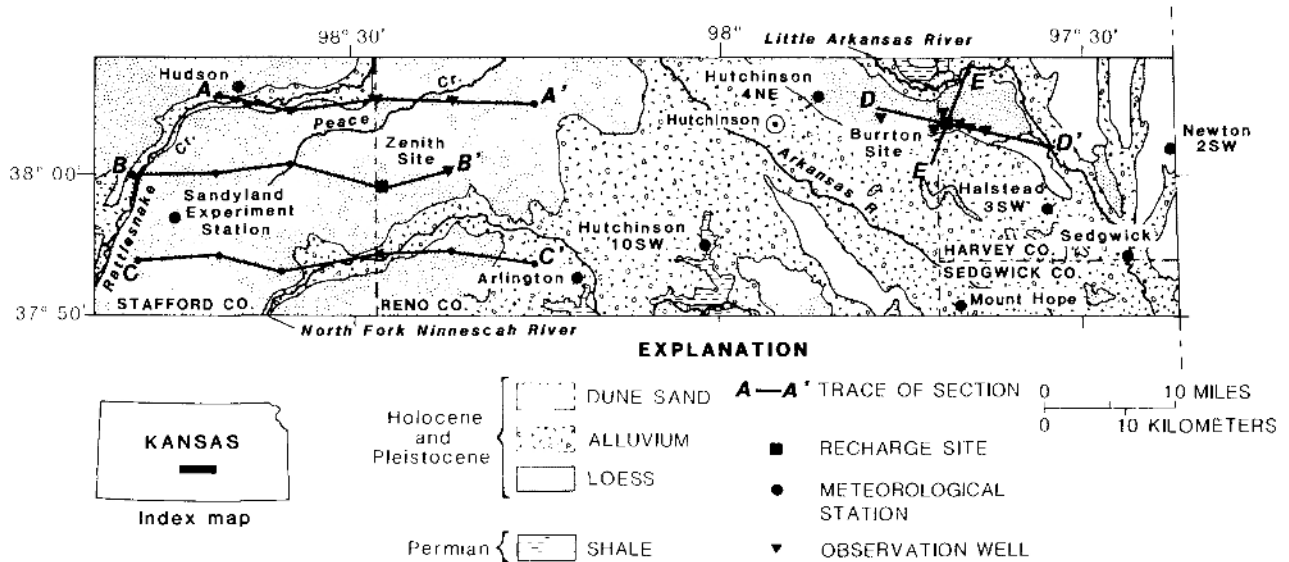 98° 30'
98°
97° 30'
Little Arkansas River
Hudson
A
A'
Cr.
Peace
Hutchinson
4NE
Hutchinson
D
E'
Burrton
Site
D'
E
Newton
2SW
38° 00
B
Cr.
Zenith
Site
B'
Sandyland
Experiment
Station
Rattlesnake
Arkansas
R.
Halstead
3SW
Hutchinson
10SW
Sedgwick
HARVEY CO.
SEDGWICK CO.
C
C'
Arlington
Mount Hope
STAFFORD CO.
RENO CO.
37° 50
North Fork Ninnescah River
EXPLANATION
Holocene
and
Pleistocene
DUNE SAND
ALLUVIUM
LOESS
Permian
SHALE
A—A' TRACE OF SECTION
RECHARGE SITE
METEOROLOGICAL
STATION
OBSERVATION WELL
0 10 MILES
0 10 KILOMETERS
KANSAS
Index map